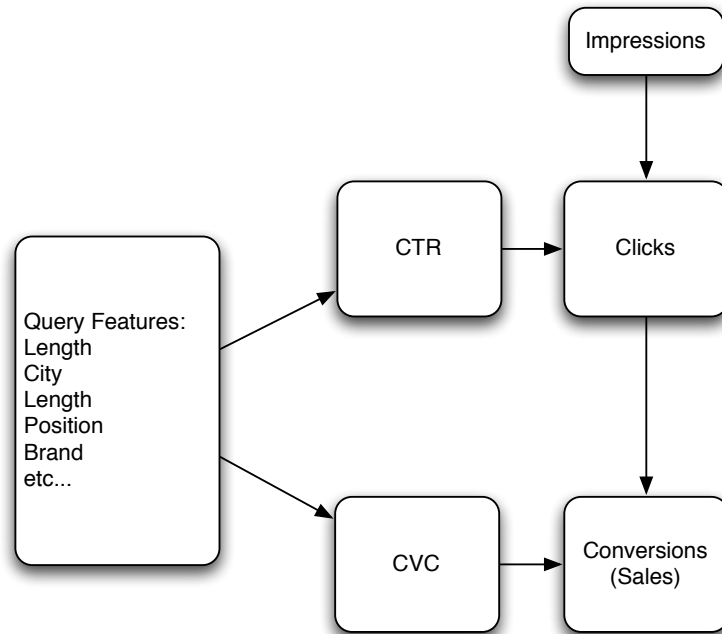 Impressions
CTR
Clicks
Query Features:
Length
City
Length
Position
Brand
etc...
CVC
Conversions
(Sales)